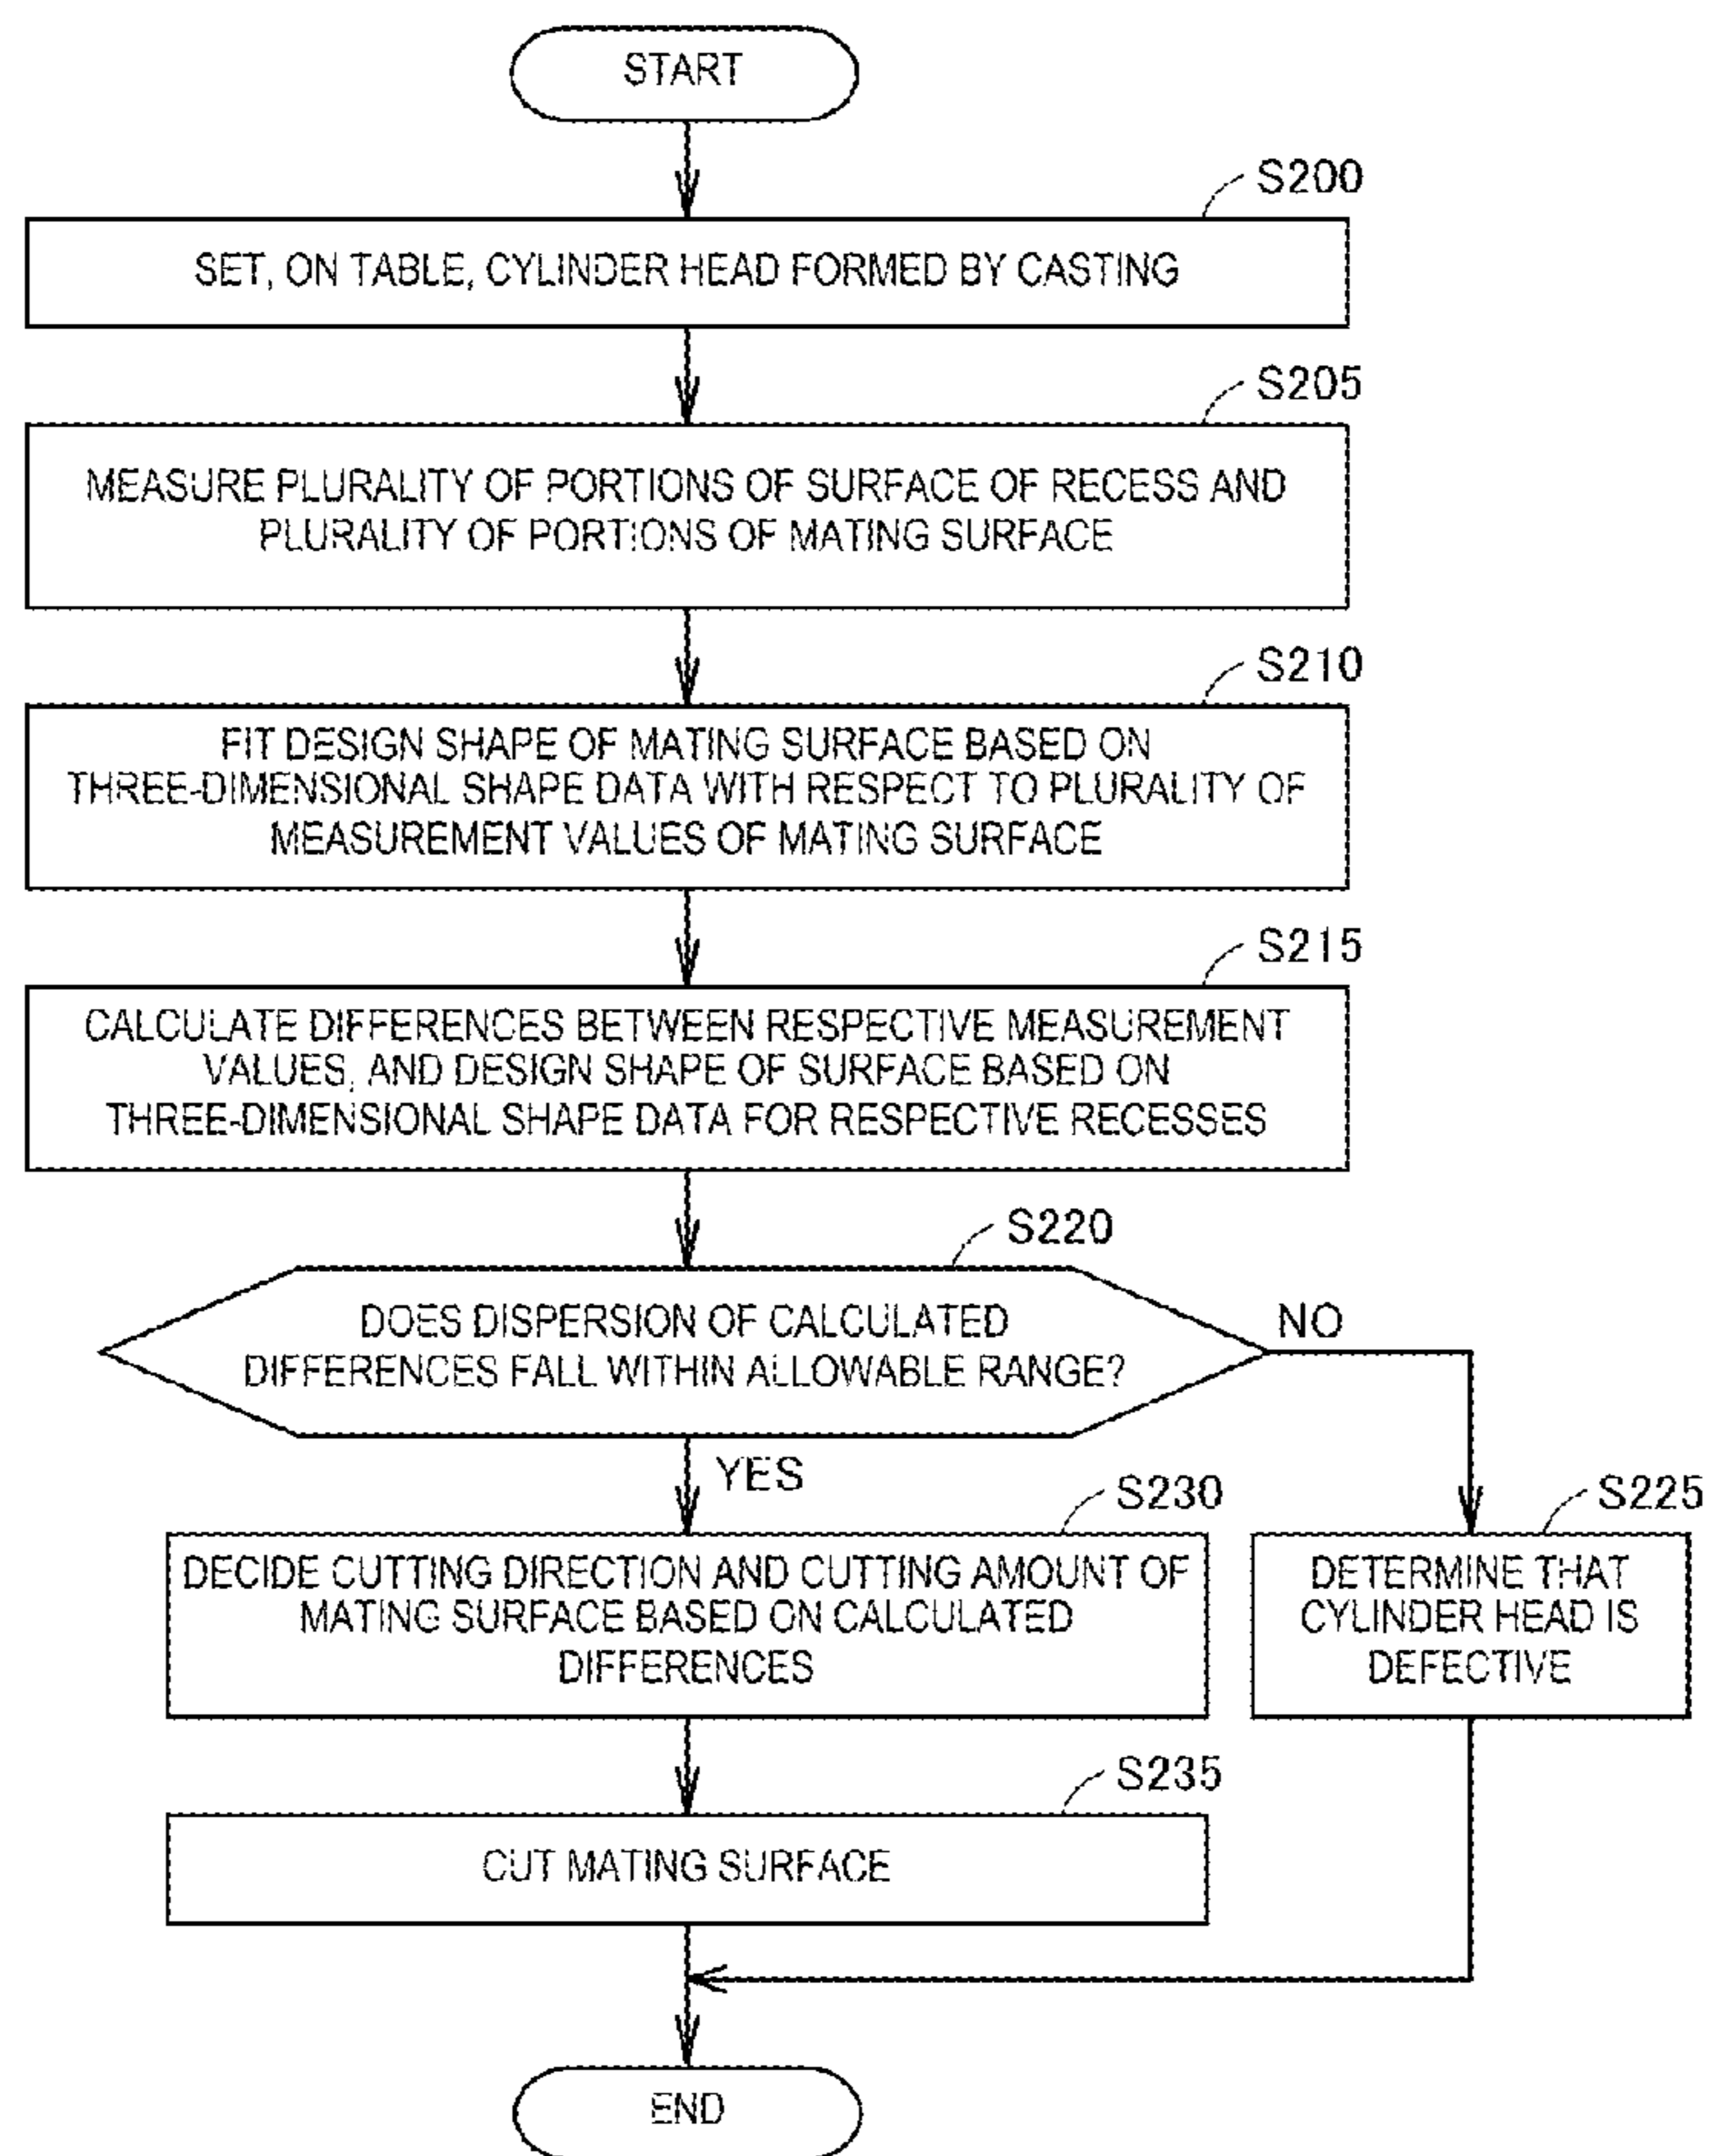 START
S200
SET, ON TABLE, CYLINDER HEAD FORMED BY CASTING
S205
MEASURE PLURALITY OF PORTIONS OF SURFACE OF RECESS AND
PLURALITY OF PORTIONS OF MATING SURFACE
S210
FIT DESIGN SHAPE OF MATING SURFACE BASED ON
THREE-DIMENSIONAL SHAPE DATA WITH RESPECT TO PLURALITY OF
MEASUREMENT VALUES OF MATING SURFACE
S215
CALCULATE DIFFERENCES BETWEEN RESPECTIVE MEASUREMENT
VALUES, AND DESIGN SHAPE OF SURFACE BASED ON
THREE-DIMENSIONAL SHAPE DATA FOR RESPECTIVE RECESSES
S220
DOES DISPERSION OF CALCULATED
DIFFERENCES FALL WITHIN ALLOWABLE RANGE?
NO
YES
S230
DECIDE CUTTING DIRECTION AND CUTTING AMOUNT OF
MATING SURFACE BASED ON CALCULATED
DIFFERENCES
S225
DETERMINE THAT
CYLINDER HEAD IS
DEFECTIVE
S235
CUT MATING SURFACE
END